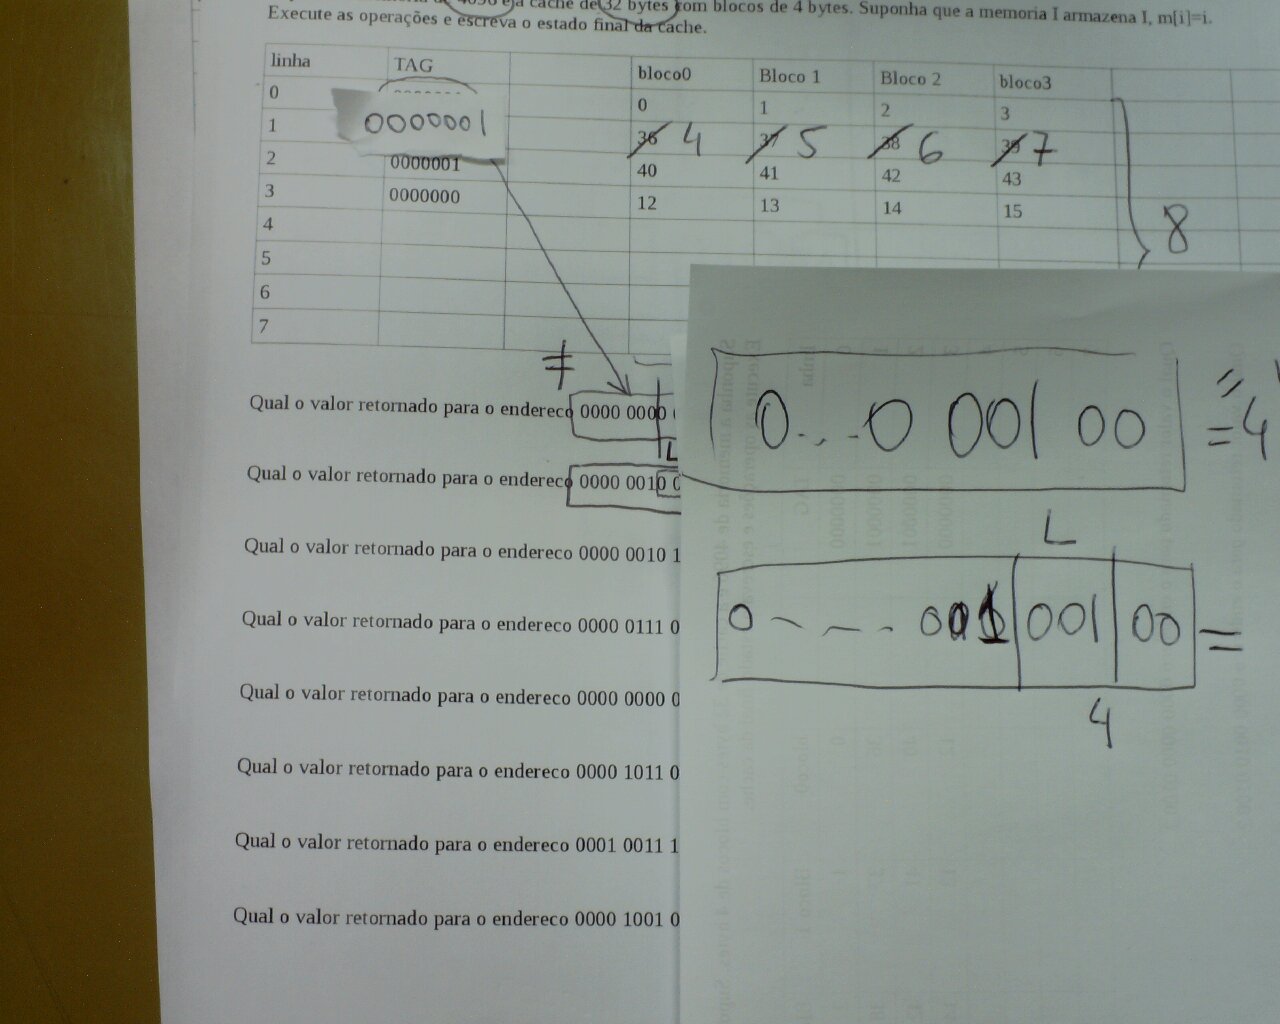 e a cache de 32 bytes com blocos de 4 bytes. Suponha que a memoria I armazena I, m[i]=i.
Execute as operações e escreva o estado final da cache.
linha TAG bloco0 Bloco 1 Bloco 2 bloco3
0 0 1 2 3
1 0000001 36 4 37 5 38 6 39 7
2 0000001 40 41 42 43
3 0000000 12 13 14 15
8
4
5
6
7
≠
Qual o valor retornado para o endereco 0000 0000
0...0 001 00 = 4
L
Qual o valor retornado para o endereco 0000 0010 0
L
Qual o valor retornado para o endereco 0000 0010 1
0 001 001 00 =
Qual o valor retornado para o endereco 0000 0111 0
Qual o valor retornado para o endereco 0000 0000 0
4
Qual o valor retornado para o endereco 0000 1011 0
Qual o valor retornado para o endereco 0001 0011 1
Qual o valor retornado para o endereco 0000 1001 0